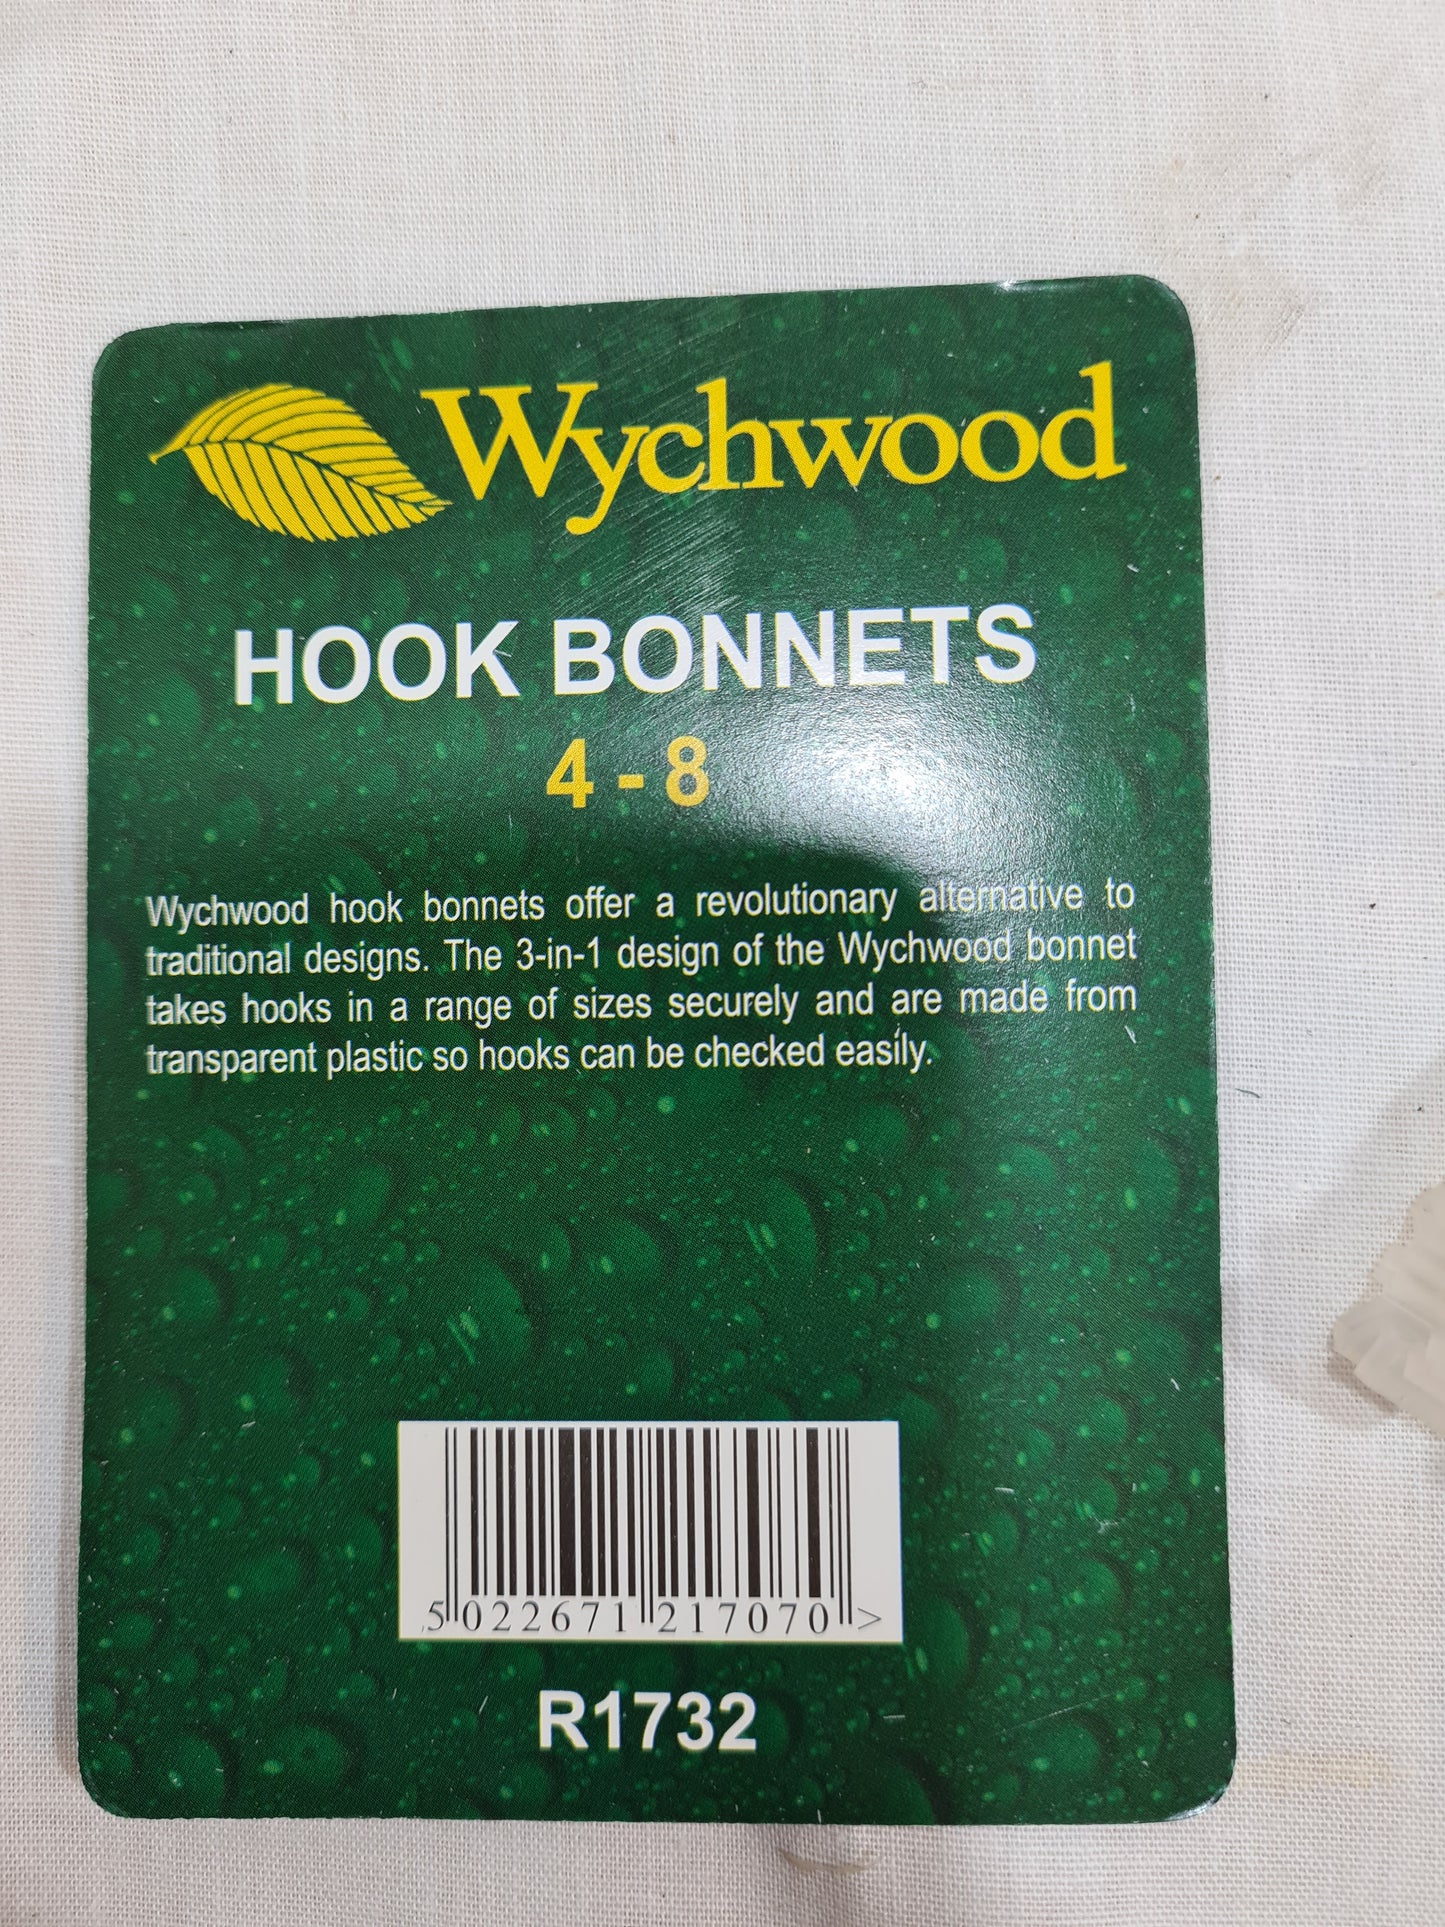 Wychwood
HOOK BONNETS
4 - 8
Wychwood hook bonnets offer a revolutionary alternative to
traditional designs. The 3-in-1 design of the Wychwood bonnet
takes hooks in a range of sizes securely and are made from
transparent plastic so hooks can be checked easily.
5 022671 217070 >
R1732